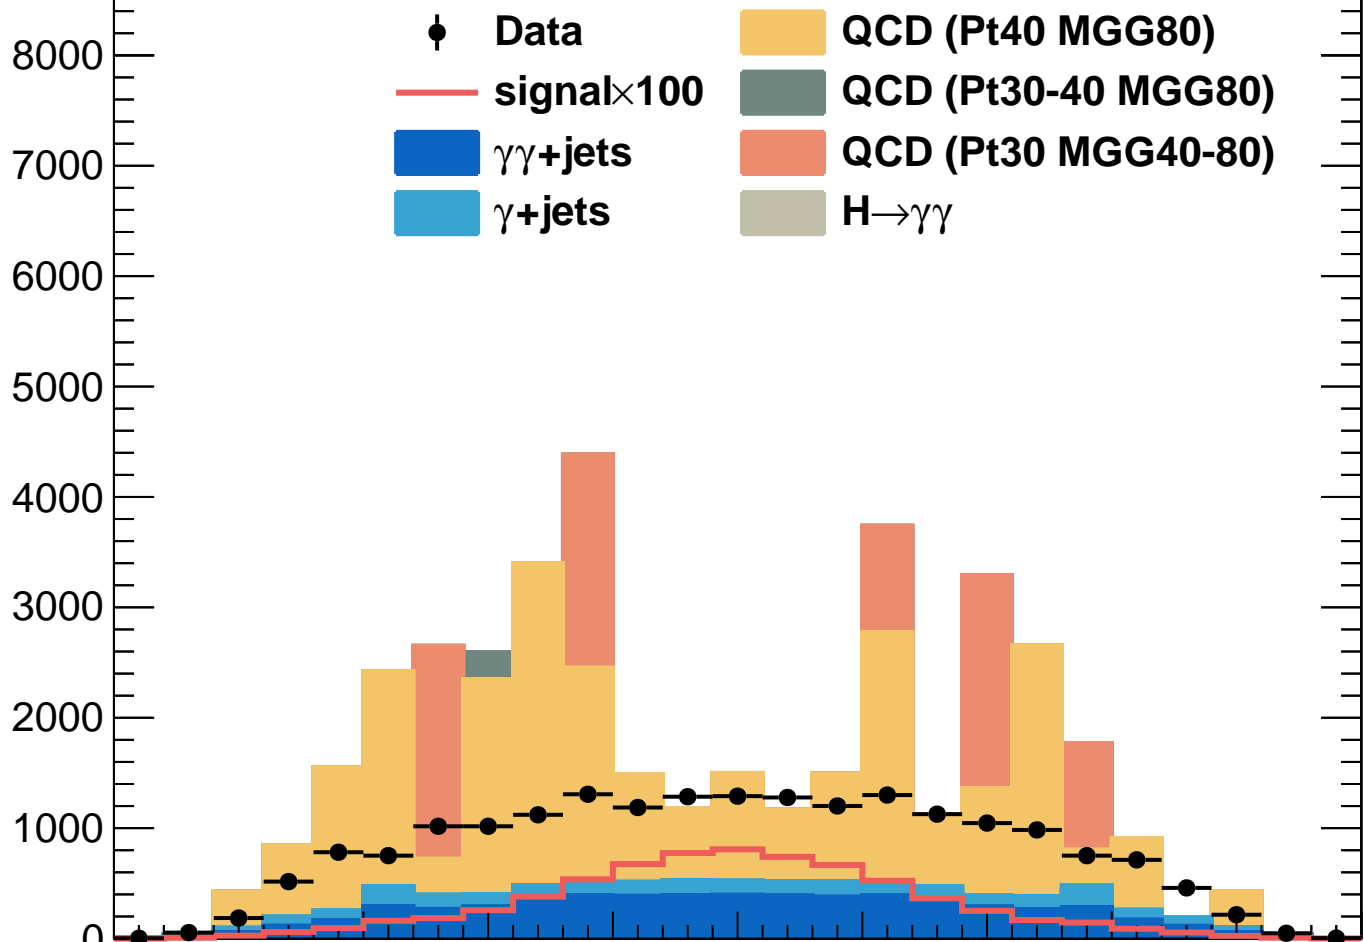 8000
7000
6000
5000
4000
3000
2000
1000
0
Data
signal×100
γγ+jets
γ+jets
QCD (Pt40 MGG80)
QCD (Pt30-40 MGG80)
QCD (Pt30 MGG40-80)
H→γγ